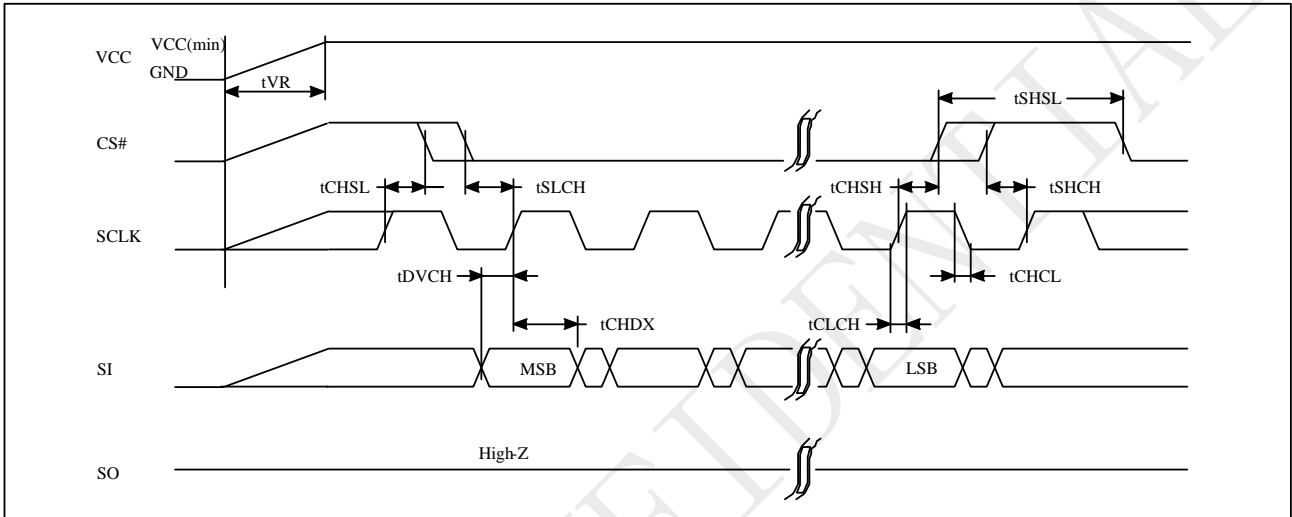 VCC
VCC(min)
GND
tVR
tSHSL
CS#
tCHSL
tSLCH
tCHSH
tSHCH
SCLK
tDVCH
tCHCL
tCHDX
tCLCH
SI
MSB
LSB
High-Z
SO